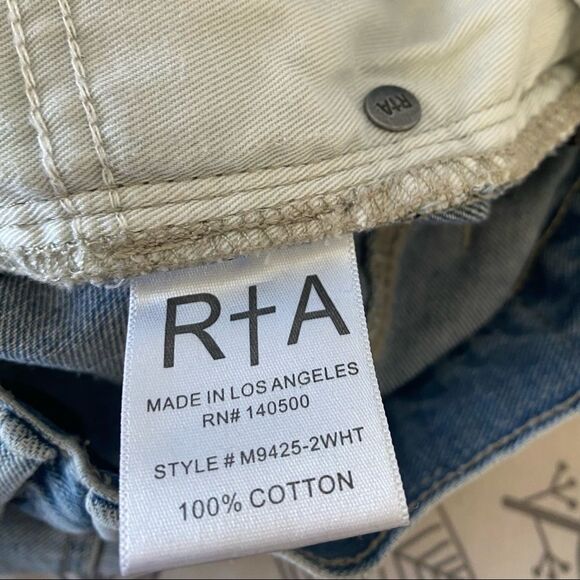 R†A
R†A
MADE IN LOS ANGELES
RN# 140500
STYLE # M9425-2WHT
100% COTTON